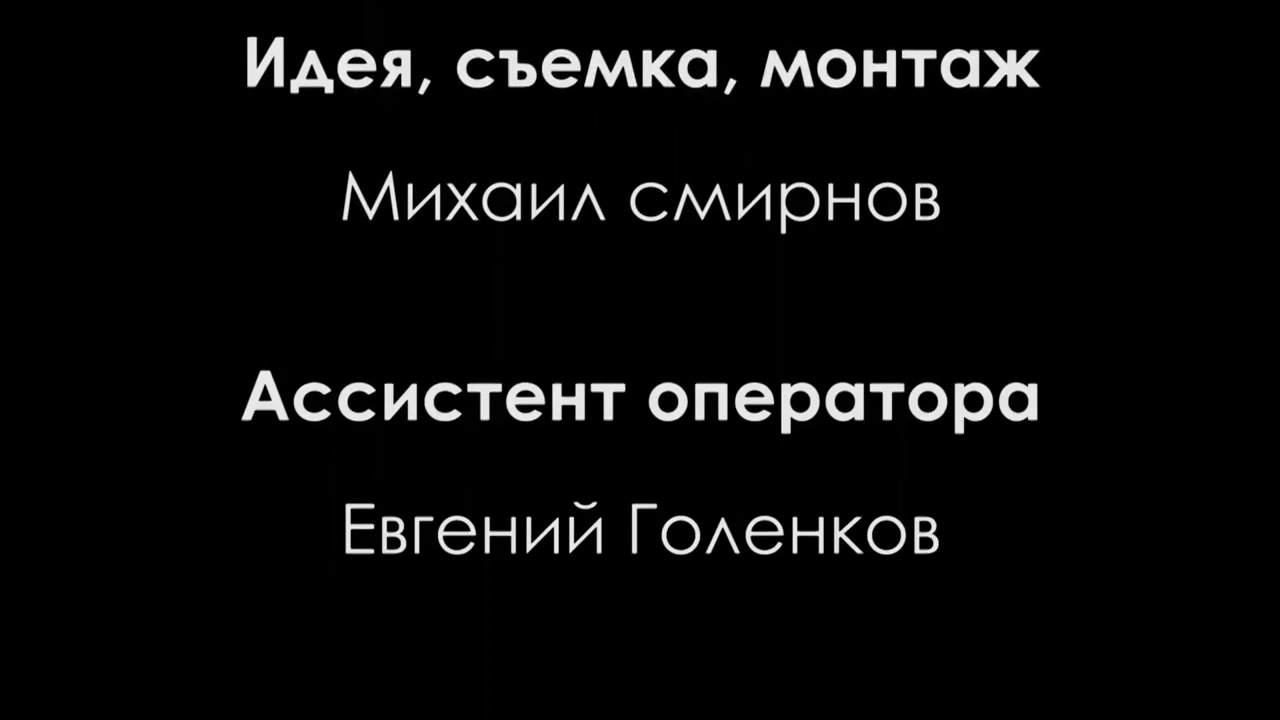 Идея, съемка, монтаж
Михаил смирнов
Ассистент оператора
Евгений Голенков